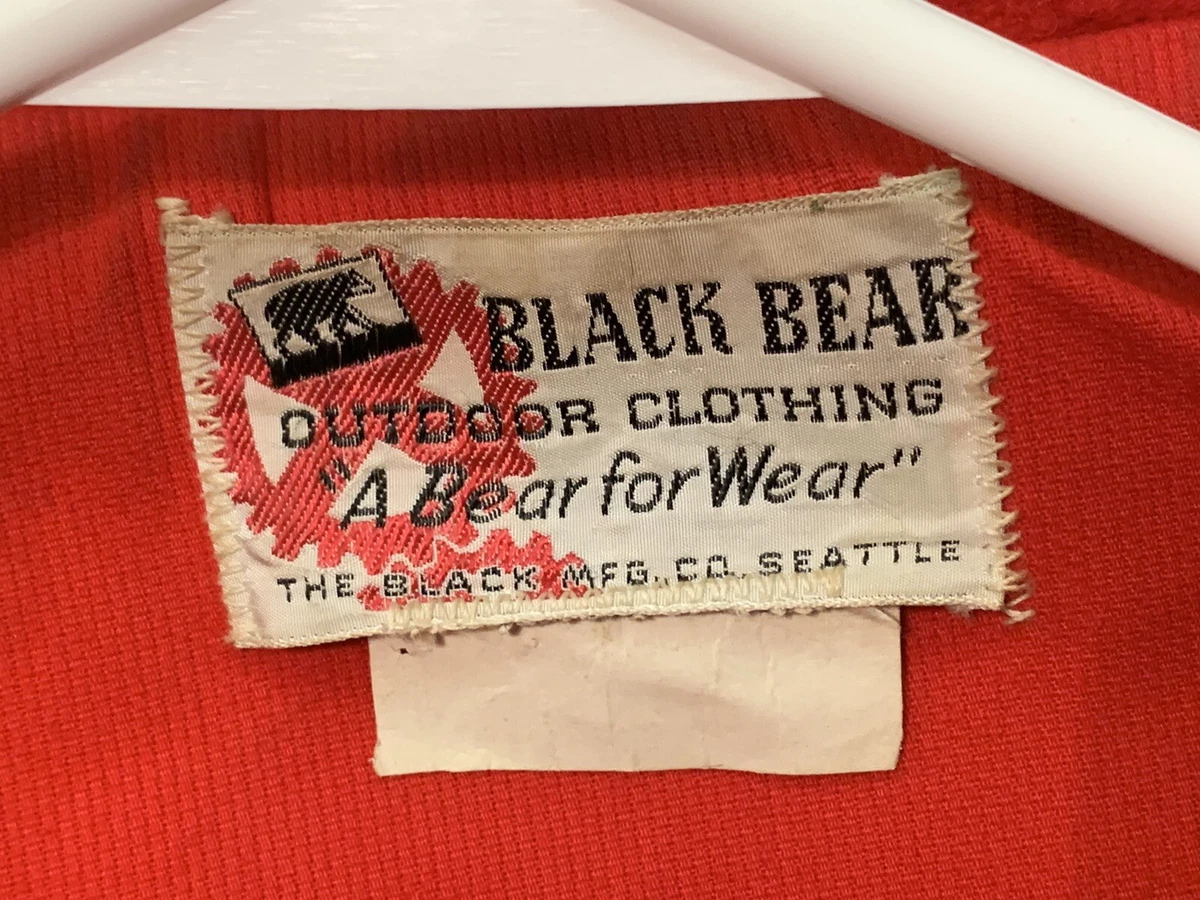 BLACK BEAR
OUTDOOR CLOTHING
"A Bear for Wear"
THE BLACK MFG. CO. SEATTLE